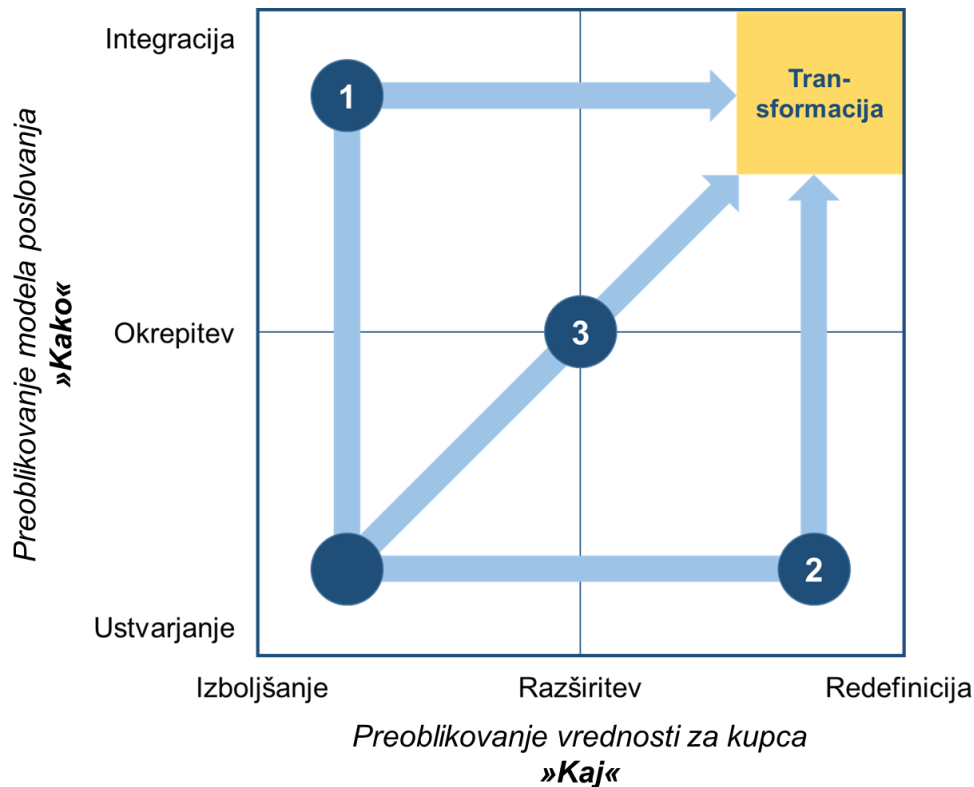 Integracija
1
Tran-
sformacija
Preoblikovanje modela poslovanja
»Kako«
Okrepitev
3
2
Ustvarjanje
Izboljšanje
Razširitev
Redefinicija
Preoblikovanje vrednosti za kupca
»Kaj«